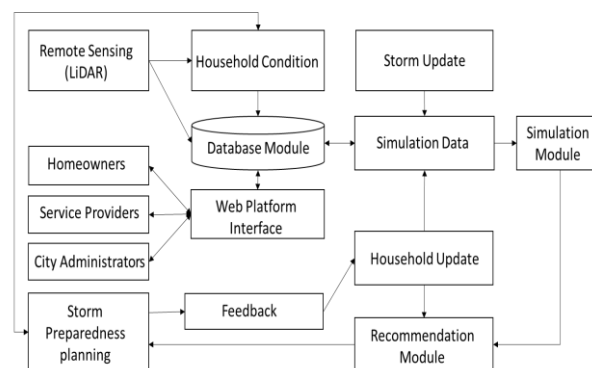 Remote Sensing
(LiDAR)
Household Condition
Storm Update
Database Module
Simulation Data
Simulation
Module
Homeowners
Service Providers
City Administrators
Web Platform
Interface
Household Update
Storm
Preparedness
planning
Feedback
Recommendation
Module